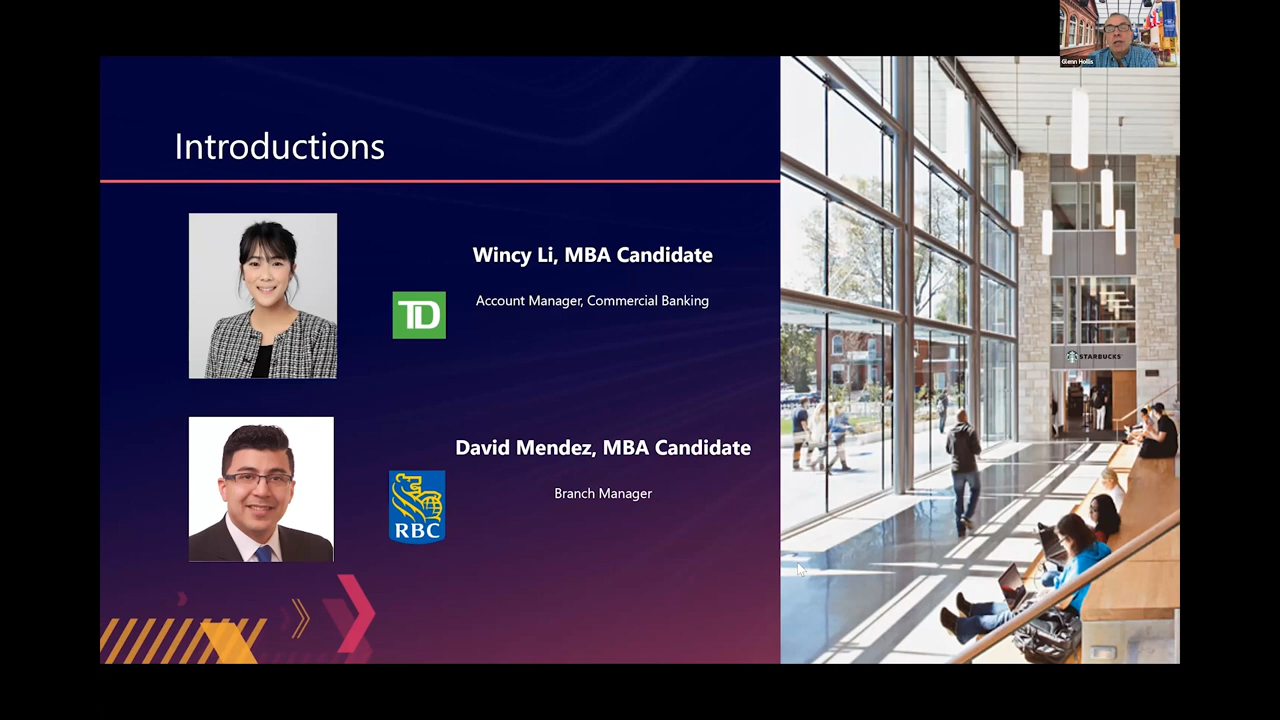 Glenn Hollis
Introductions
Wincy Li, MBA Candidate
Account Manager, Commercial Banking
TD
STARBUCKS
David Mendez, MBA Candidate
Branch Manager
RBC